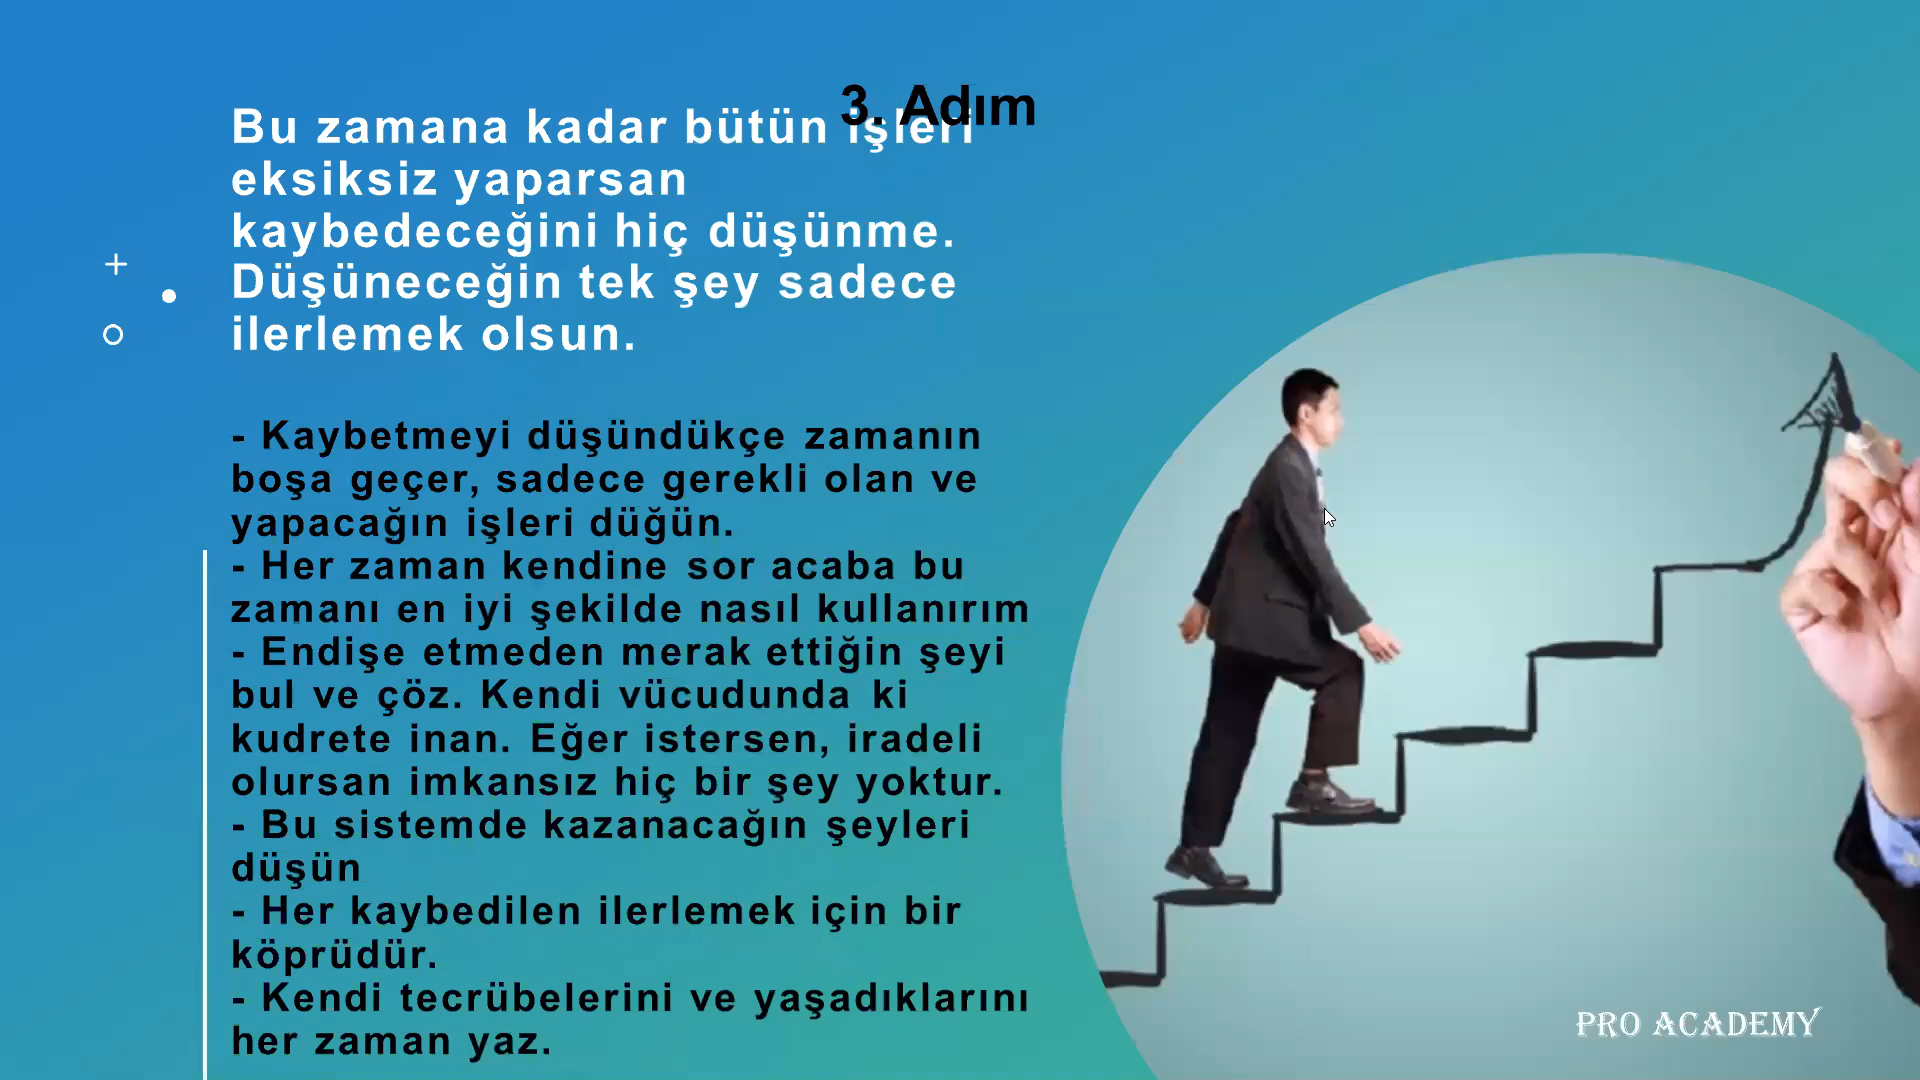 3. Adım
Bu zamana kadar bütün işleri
eksiksiz yaparsan
kaybedeceğini hiç düşünme.
Düşüneceğin tek şey sadece
ilerlemek olsun.
- Kaybetmeyi düşündükçe zamanın
boşa geçer, sadece gerekli olan ve
yapacağın işleri düğün.
- Her zaman kendine sor acaba bu
zamanı en iyi şekilde nasıl kullanırım
- Endişe etmeden merak ettiğin şeyi
bul ve çöz. Kendi vücudunda ki
kudrete inan. Eğer istersen, iradeli
olursan imkansız hiç bir şey yoktur.
- Bu sistemde kazanacağın şeyleri
düşün
- Her kaybedilen ilerlemek için bir
köprüdür.
- Kendi tecrübelerini ve yaşadıklarını
her zaman yaz.
PRO ACADEMY